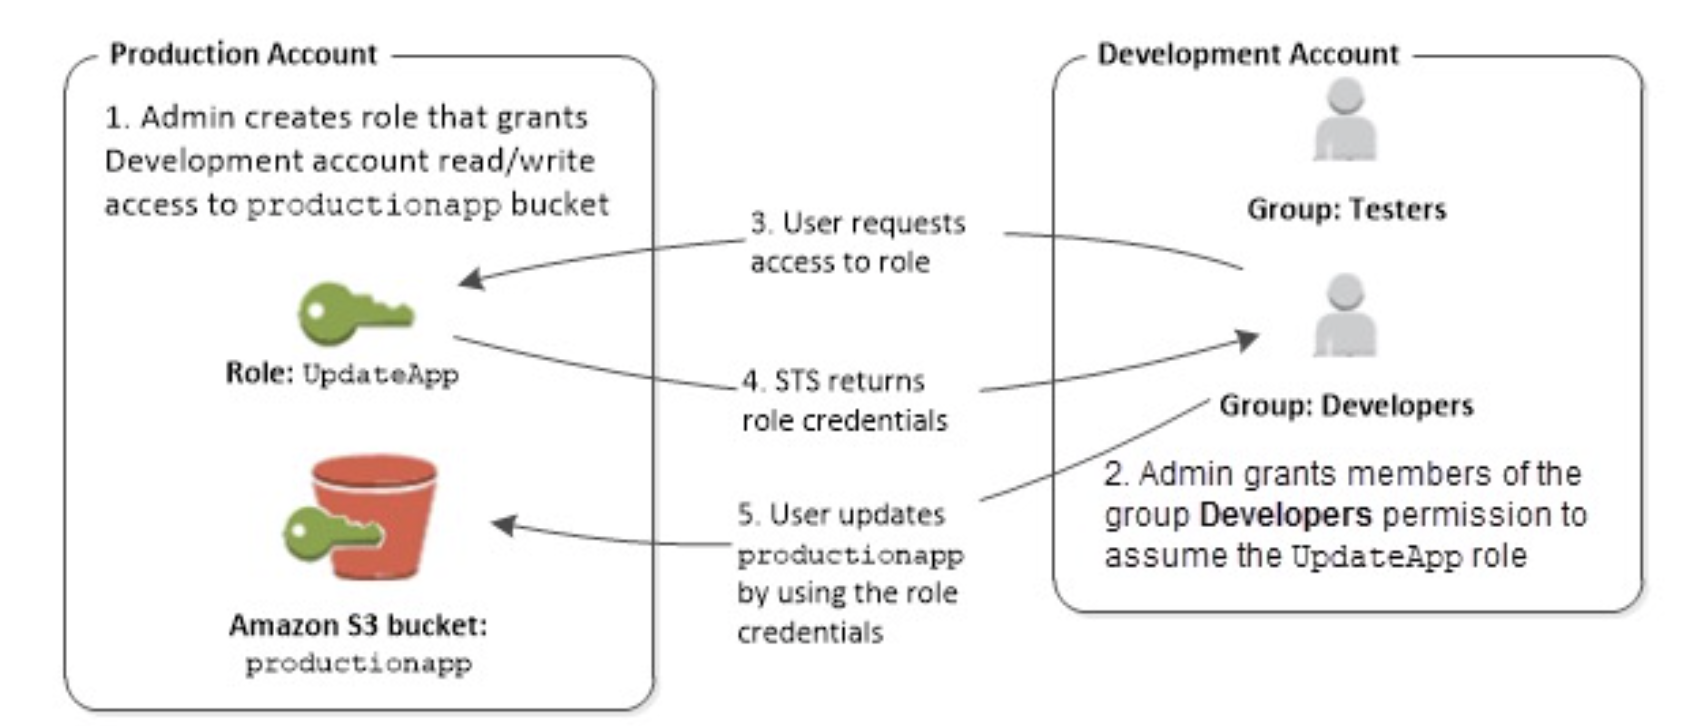 Production Account
1. Admin creates role that grants
Development account read/write
access to productionapp bucket
Role: UpdateApp
Amazon S3 bucket:
productionapp
3. User requests
access to role
4. STS returns
role credentials
5. User updates
productionapp
by using the role
credentials
Development Account
Group: Testers
Group: Developers
2. Admin grants members of the
group Developers permission to
assume the UpdateApp role